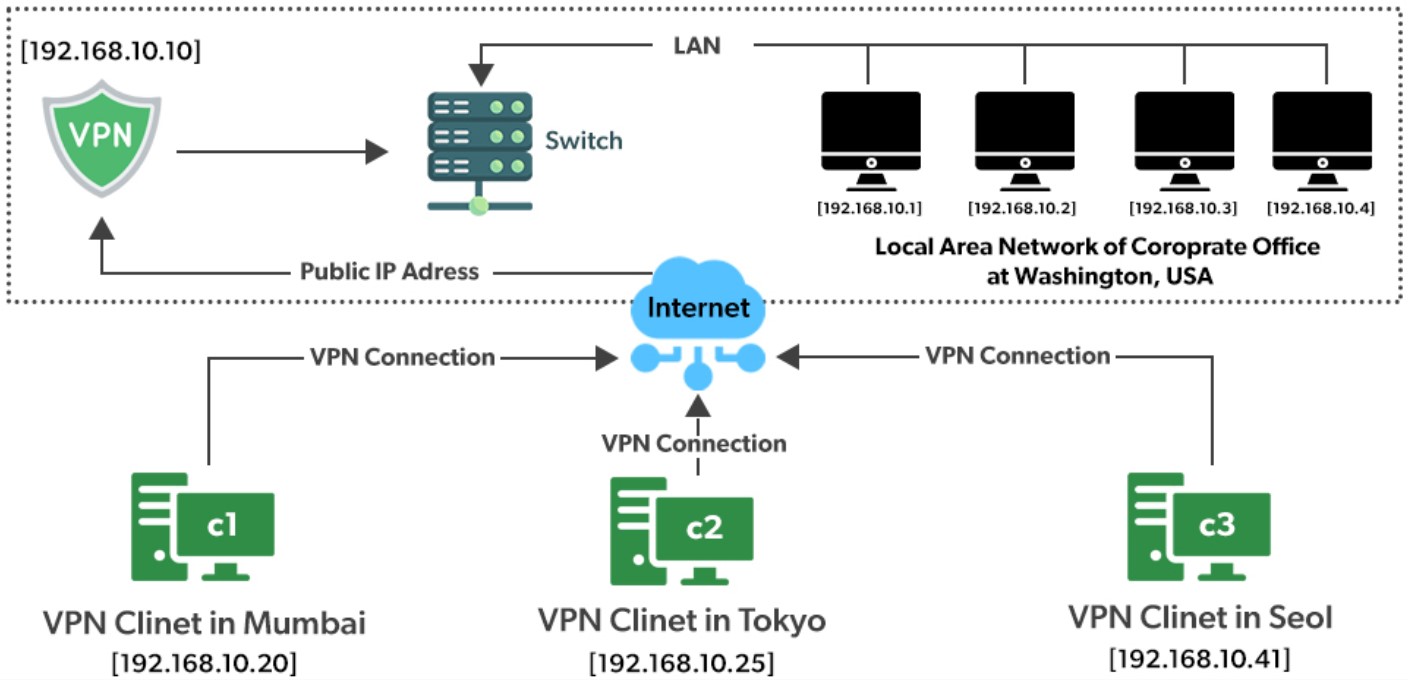 [192.168.10.10]
VPN
LAN
Switch
[192.168.10.1]
[192.168.10.2]
[192.168.10.3]
[192.168.10.4]
Local Area Network of Coroprate Office
at Washington, USA
Public IP Adress
Internet
VPN Connection
VPN Connection
VPN Connection
c1
c2
c3
VPN Clinet in Mumbai
[192.168.10.20]
VPN Clinet in Tokyo
[192.168.10.25]
VPN Clinet in Seol
[192.168.10.41]